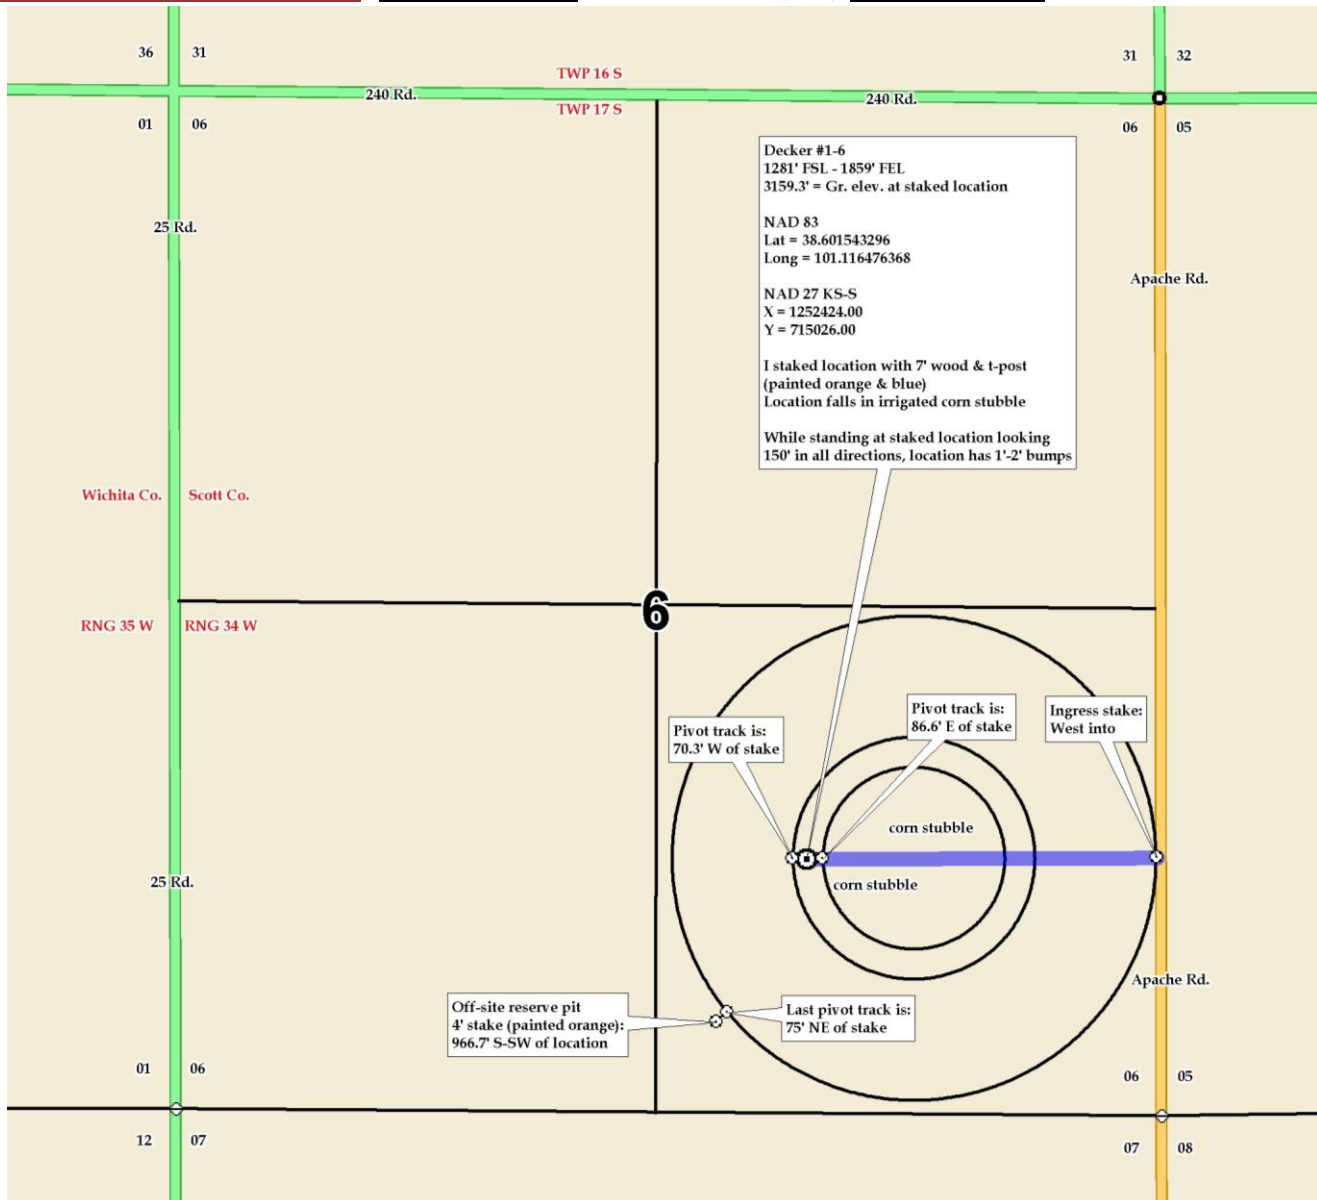 36 31
31 32
TWP 16 S
240 Rd.
240 Rd.
TWP 17 S
01 06
06 05
Decker #1-6
1281' FSL - 1859' FEL
3159.3' = Gr. elev. at staked location
NAD 83
Lat = 38.601543296
Long = 101.116476368
NAD 27 KS-S
X = 1252424.00
Y = 715026.00
I staked location with 7' wood & t-post
(painted orange & blue)
Location falls in irrigated corn stubble
While standing at staked location looking
150' in all directions, location has 1'-2' bumps
25 Rd.
Apache Rd.
Wichita Co. Scott Co.
6
RNG 35 W RNG 34 W
Pivot track is:
70.3' W of stake
Pivot track is:
86.6' E of stake
Ingress stake:
West into
corn stubble
corn stubble
25 Rd.
Apache Rd.
Off-site reserve pit
4' stake (painted orange):
966.7' S-SW of location
Last pivot track is:
75' NE of stake
01 06
06 05
12 07
07 08